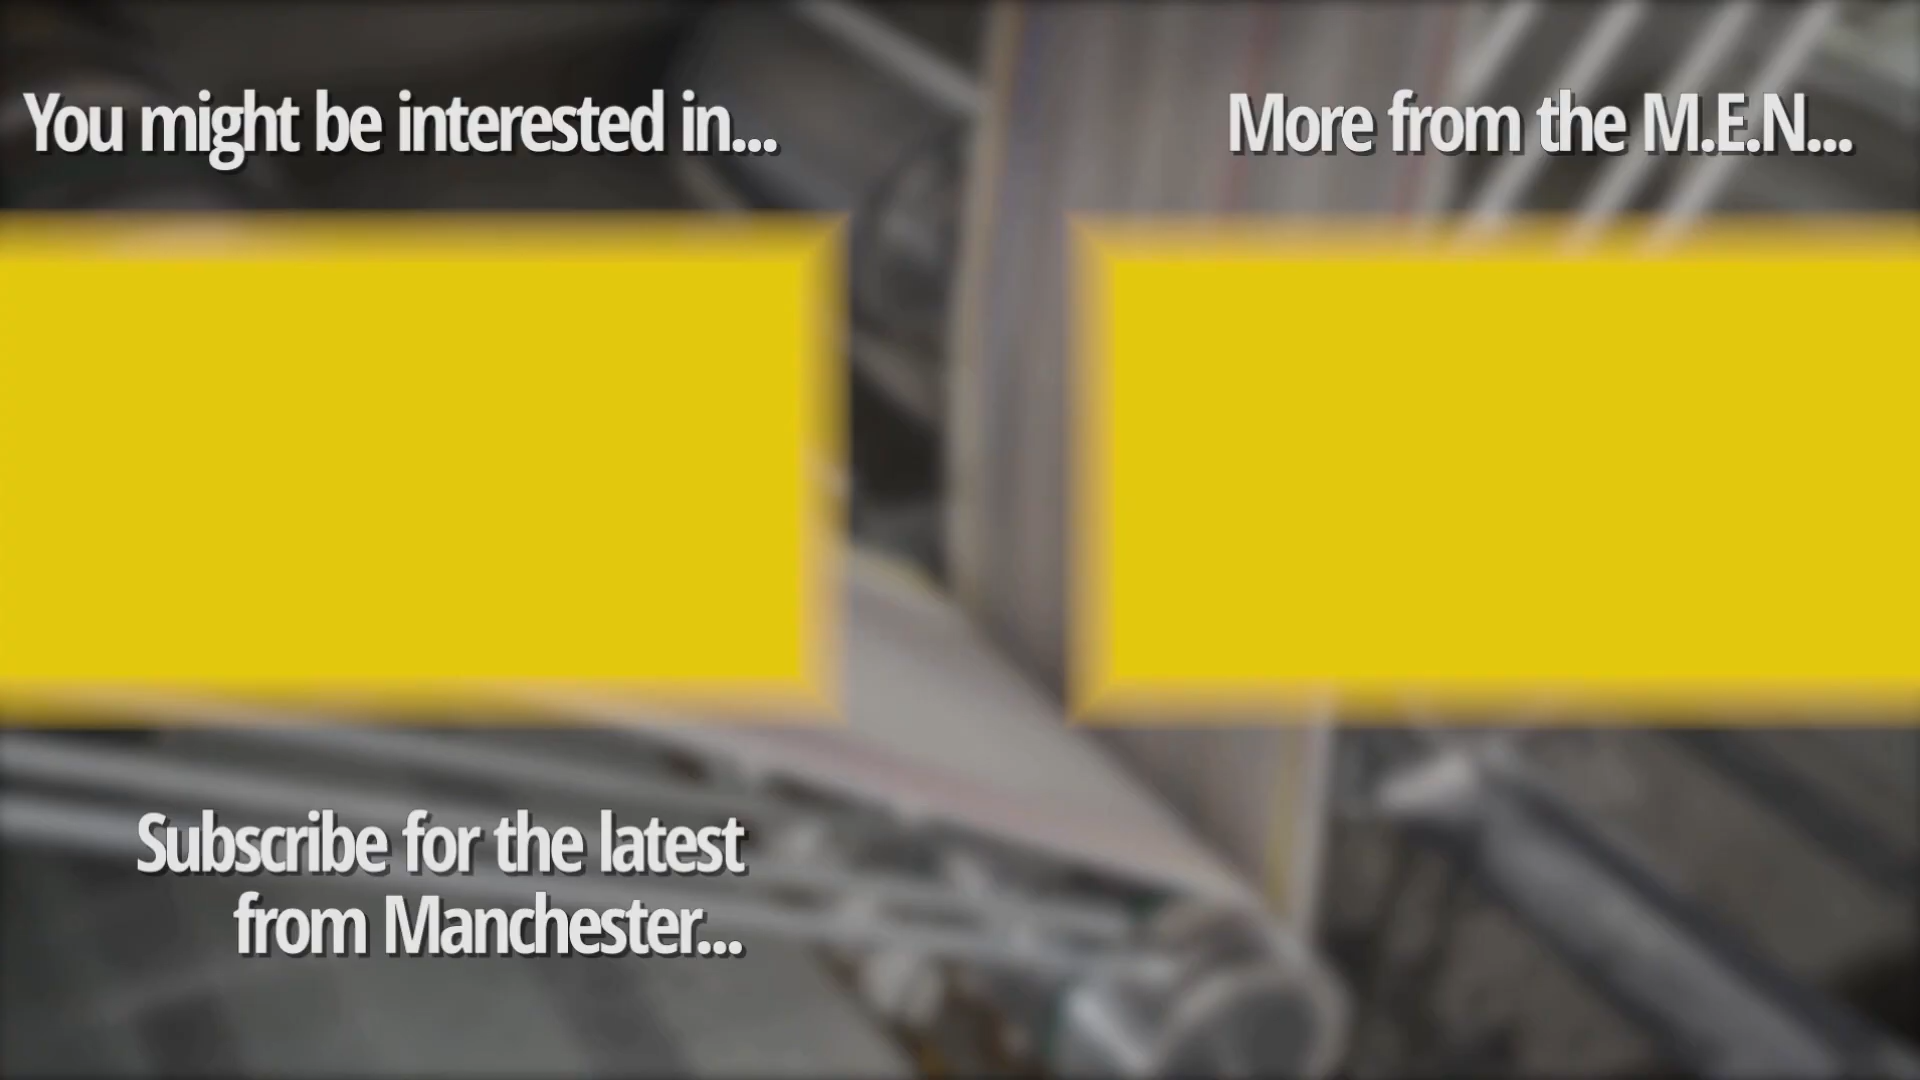 You might be interested in...
More from the M.E.N...
Subscribe for the latest
from Manchester...